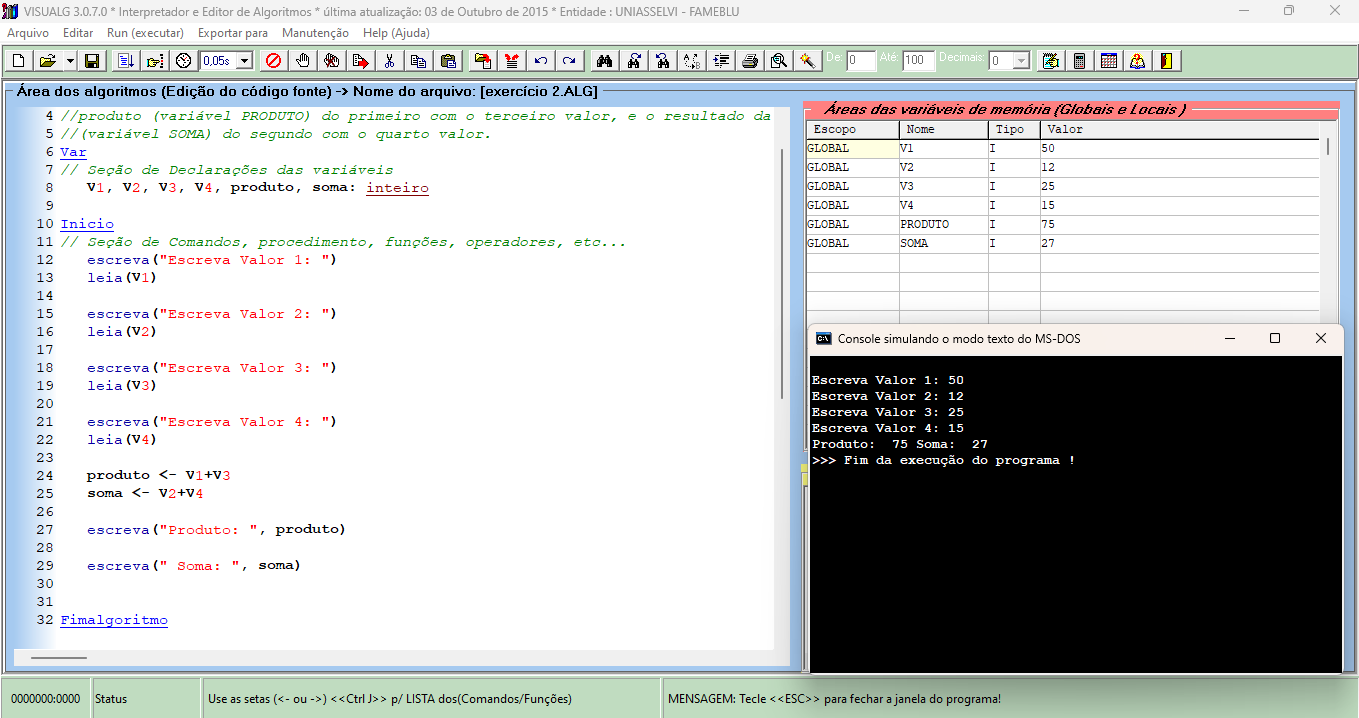 VISUALG 3.0.7.0 * Interpretador e Editor de Algoritmos * última atualização: 03 de Outubro de 2015 * Entidade : UNIASSELVI - FAMEBLU
Arquivo Editar Run (executar) Exportar para Manutenção Help (Ajuda)
0,05s De: 0 Até: 100 Decimais: 0
Área dos algoritmos (Edição do código fonte) -> Nome do arquivo: [exercício 2.ALG]
4 //produto (variável PRODUTO) do primeiro com o terceiro valor, e o resultado da
5 //(variável SOMA) do segundo com o quarto valor.
6 Var
7 // Seção de Declarações das variáveis
8 V1, V2, V3, V4, produto, soma: inteiro
9
10 Inicio
11 // Seção de Comandos, procedimento, funções, operadores, etc...
12 escreva("Escreva Valor 1: ")
13 leia(V1)
14
15 escreva("Escreva Valor 2: ")
16 leia(V2)
17
18 escreva("Escreva Valor 3: ")
19 leia(V3)
20
21 escreva("Escreva Valor 4: ")
22 leia(V4)
23
24 produto <- V1+V3
25 soma <- V2+V4
26
27 escreva("Produto: ", produto)
28
29 escreva(" Soma: ", soma)
30
31
32 Fimalgoritmo
Áreas das variáveis de memória (Globais e Locais )
Escopo Nome Tipo Valor
GLOBAL V1 I 50
GLOBAL V2 I 12
GLOBAL V3 I 25
GLOBAL V4 I 15
GLOBAL PRODUTO I 75
GLOBAL SOMA I 27
Console simulando o modo texto do MS-DOS
Escreva Valor 1: 50
Escreva Valor 2: 12
Escreva Valor 3: 25
Escreva Valor 4: 15
Produto:  75 Soma:  27
>>> Fim da execução do programa !
0000000:0000 Status Use as setas (<- ou ->) <<Ctrl J>> p/ LISTA dos(Comandos/Funções) MENSAGEM: Tecle <<ESC>> para fechar a janela do programa!